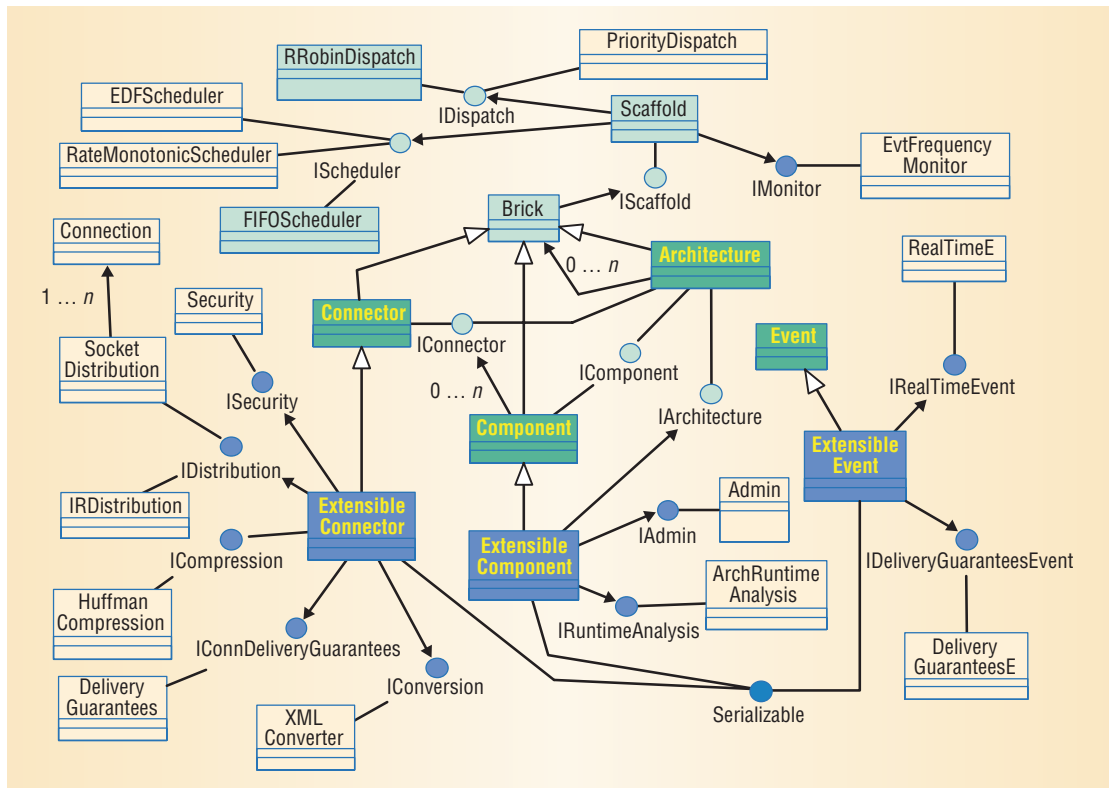 PriorityDispatch
RRobinDispatch
EDFScheduler
IDispatch
Scaffold
RateMonotonicScheduler
IScheduler
EvtFrequency
Monitor
IMonitor
IScaffold
FIFOScheduler
Brick
Connection
RealTimeE
Architecture
0 ... n
1 ... n
Security
Connector
Event
Socket
Distribution
IConnector
IComponent
IRealTimeEvent
0 ... n
ISecurity
IArchitecture
Component
Extensible
Event
IDistribution
IRDistribution
Extensible
Connector
Admin
IAdmin
Extensible
Component
ICompression
IDeliveryGuaranteesEvent
ArchRuntime
Analysis
Huffman
Compression
IRuntimeAnalysis
IConnDeliveryGuarantees
Delivery
GuaranteesE
Delivery
Guarantees
IConversion
Serializable
XML
Converter